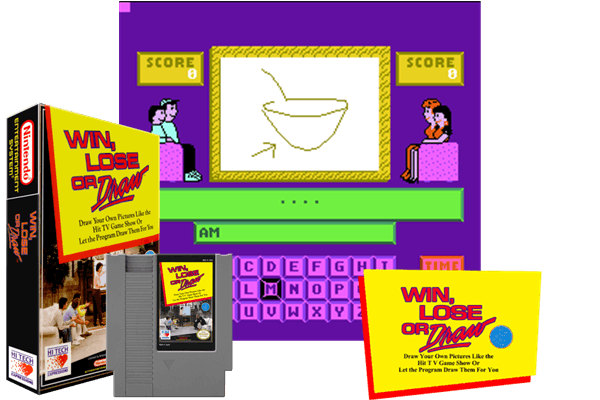 SCORE
0
SCORE
0
....
AM
C D E F G H I
L M N O P
U V W X Y Z
TIME
Nintendo
ENTERTAINMENT
SYSTEM
WIN,
LOSE
OR Draw
HI TECH
EXPRESSIONS
WIN,
LOSE
OR Draw
Draw Your Own Pictures Like the
Hit TV Game Show Or
Let the Program Draw Them For You
Nintendo
WIN,
LOSE
OR Draw
WIN,
LOSE
OR Draw
Draw Your Own Pictures Like the
Hit T V Game Show Or
Let the Program Draw Them For You